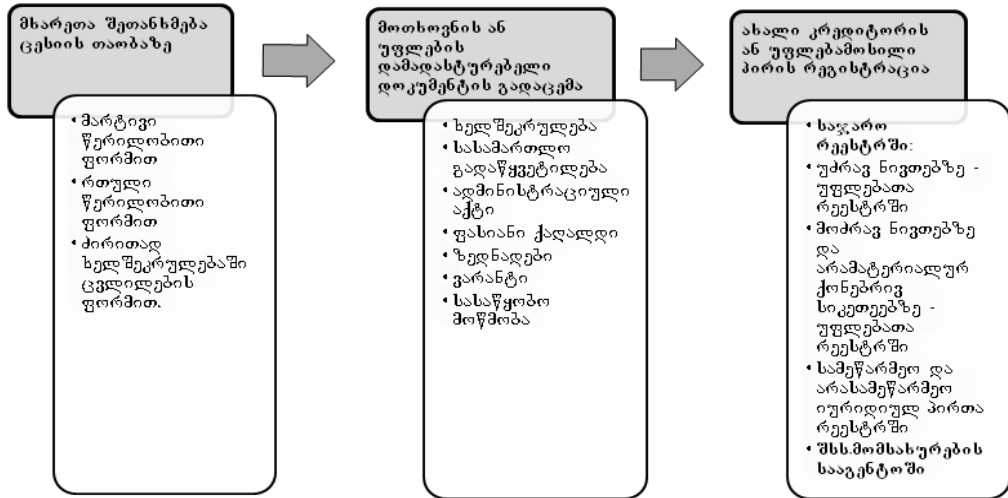 მხარეთა შეთანხმება
ცესიის თაობაზე
• მარტივი
წერილობითი
ფორმით
• რთული
წერილობითი
ფორმით
• ძირითად
ხელშეკრულებაში
ცვლილების
ფორმით.
მოთხოვნის ან
უფლების
დამადასტურებელი
დოკუმენტის გადაცემა
• ხელშეკრულება
• სასამართლო
გადაწყვეტილება
• ადმინისტრაციული
აქტი
• ფასიანი ქაღალდი
• ზედნადები
• ვარანტი
• სასაწყობო
მოწმობა
ახალი კრედიტორის
ან უფლებამოსილი
პირის რეგისტრაცია
• საჯარო
რეესტრში:
• უძრავ ნივთებზე -
უფლებათა
რეესტრში
• მოძრავ ნივთებზე
და
არამატერიალურ
ქონებრივ
სიკეთეებზე -
უფლებათა
რეესტრში
• სამეწარმეო და
არასამეწარმეო
იურიდიულ პირთა
რეესტრში
• შსს.მომსახურების
სააგენტოში